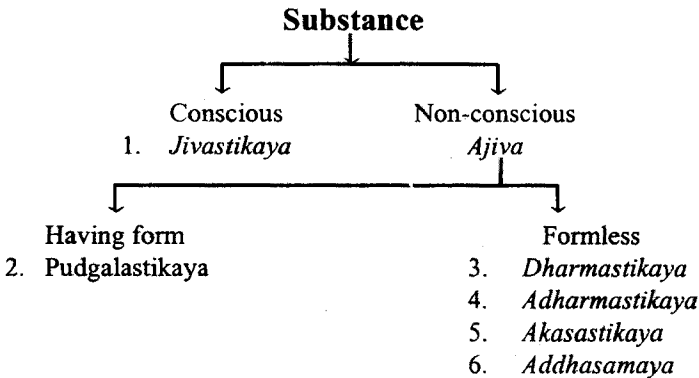 Substance
Conscious
1. Jivastikaya
Non-conscious
Ajiva
Having form
2. Pudgalastikaya
Formless
3. Dharmastikaya
4. Adharmastikaya
5. Akasastikaya
6. Addhasamaya